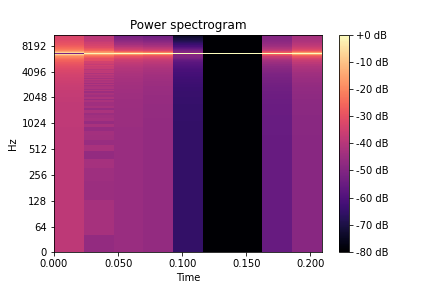 Power spectrogram
8192
4096
2048
1024
512
256
128
64
0
Hz
0.000 0.050 0.100 0.150 0.200
Time
+0 dB
-10 dB
-20 dB
-30 dB
-40 dB
-50 dB
-60 dB
-70 dB
-80 dB